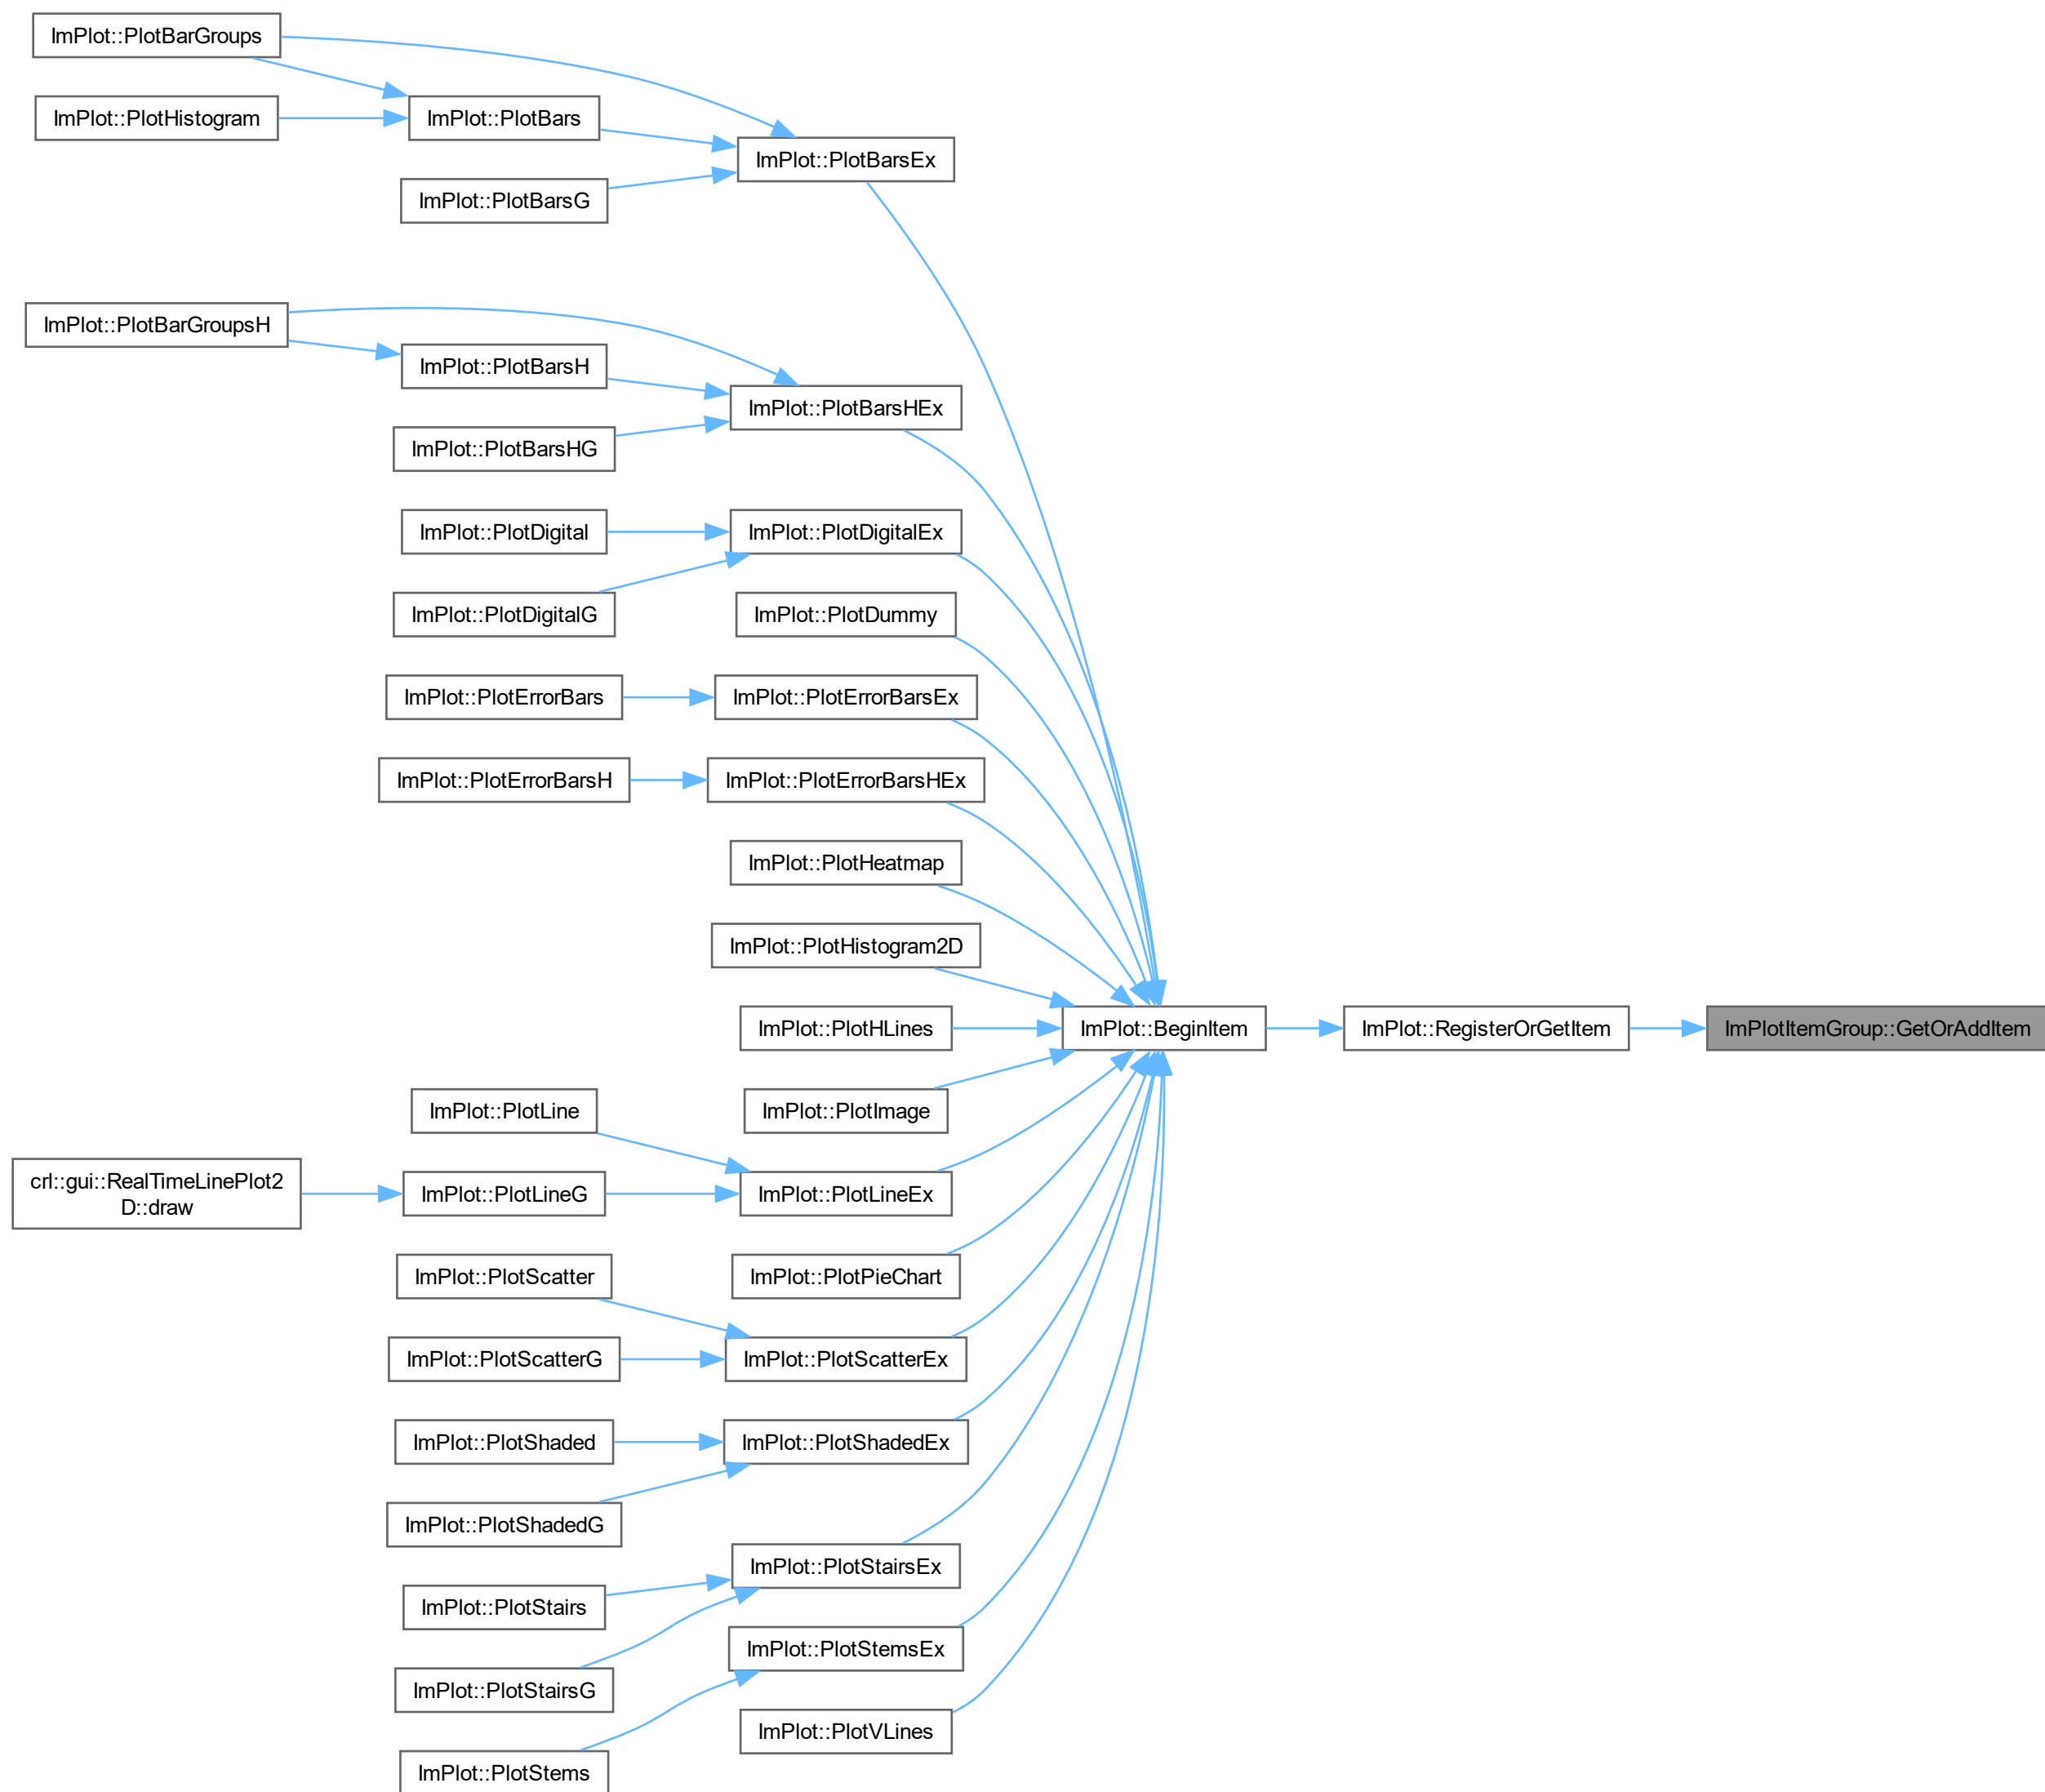 ImPlot::PlotBarGroups
ImPlot::PlotHistogram
ImPlot::PlotBars
ImPlot::PlotBarsEx
ImPlot::PlotBarsG
ImPlot::PlotBarGroupsH
ImPlot::PlotBarsH
ImPlot::PlotBarsHEx
ImPlot::PlotBarsHG
ImPlot::PlotDigital
ImPlot::PlotDigitalEx
ImPlot::PlotDigitalG
ImPlot::PlotDummy
ImPlot::PlotErrorBars
ImPlot::PlotErrorBarsEx
ImPlot::PlotErrorBarsH
ImPlot::PlotErrorBarsHEx
ImPlot::PlotHeatmap
ImPlot::PlotHistogram2D
ImPlot::PlotHLines
ImPlot::BeginItem
ImPlot::RegisterOrGetItem
ImPlotItemGroup::GetOrAddItem
ImPlot::PlotImage
ImPlot::PlotLine
crl::gui::RealTimeLinePlot2
D::draw
ImPlot::PlotLineG
ImPlot::PlotLineEx
ImPlot::PlotPieChart
ImPlot::PlotScatter
ImPlot::PlotScatterG
ImPlot::PlotScatterEx
ImPlot::PlotShaded
ImPlot::PlotShadedEx
ImPlot::PlotShadedG
ImPlot::PlotStairsEx
ImPlot::PlotStairs
ImPlot::PlotStemsEx
ImPlot::PlotStairsG
ImPlot::PlotVLines
ImPlot::PlotStems